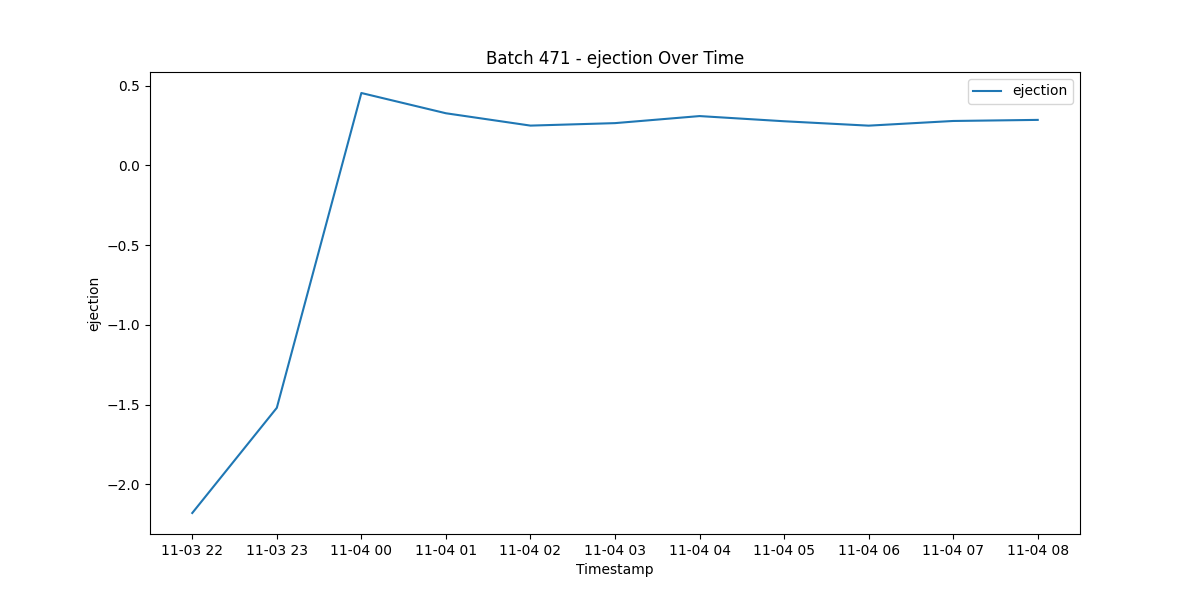 Batch 471 - ejection Over Time
ejection
0.5
0.0
−0.5
−1.0
−1.5
−2.0
ejection
11-03 22 11-03 23 11-04 00 11-04 01 11-04 02 11-04 03 11-04 04 11-04 05 11-04 06 11-04 07 11-04 08
Timestamp